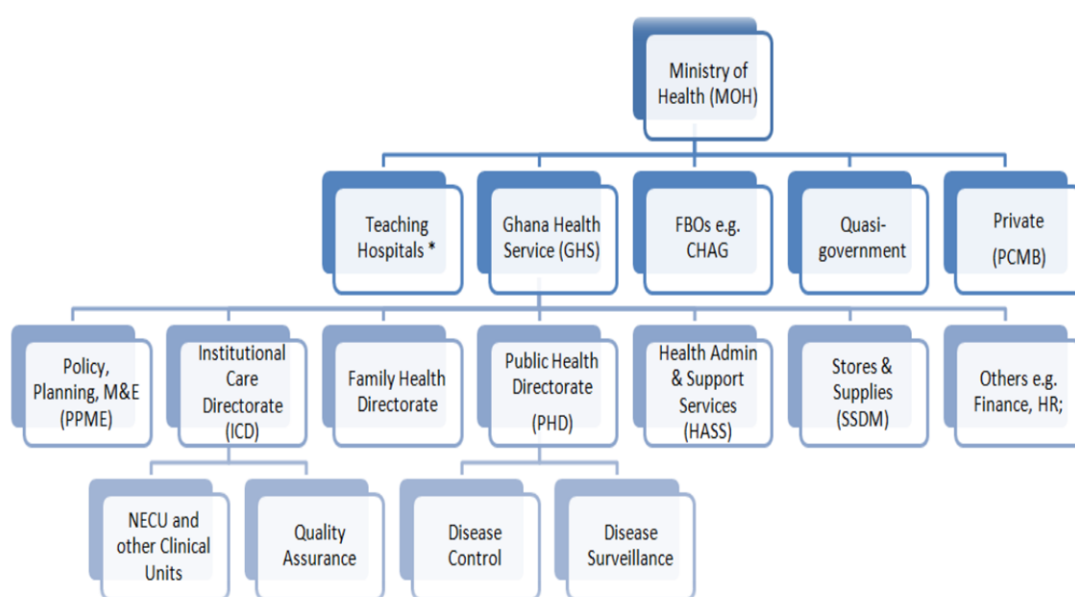 Ministry of
Health (MOH)
Teaching
Hospitals *
Ghana Health
Service (GHS)
FBOs e.g.
CHAG
Quasi-
government
Private
(PCMB)
Policy,
Planning, M&E
(PPME)
Institutional
Care
Directorate
(ICD)
Family Health
Directorate
Public Health
Directorate
(PHD)
Health Admin
& Support
Services
(HASS)
Stores &
Supplies
(SSDM)
Others e.g.
Finance, HR;
NECU and
other Clinical
Units
Quality
Assurance
Disease
Control
Disease
Surveillance